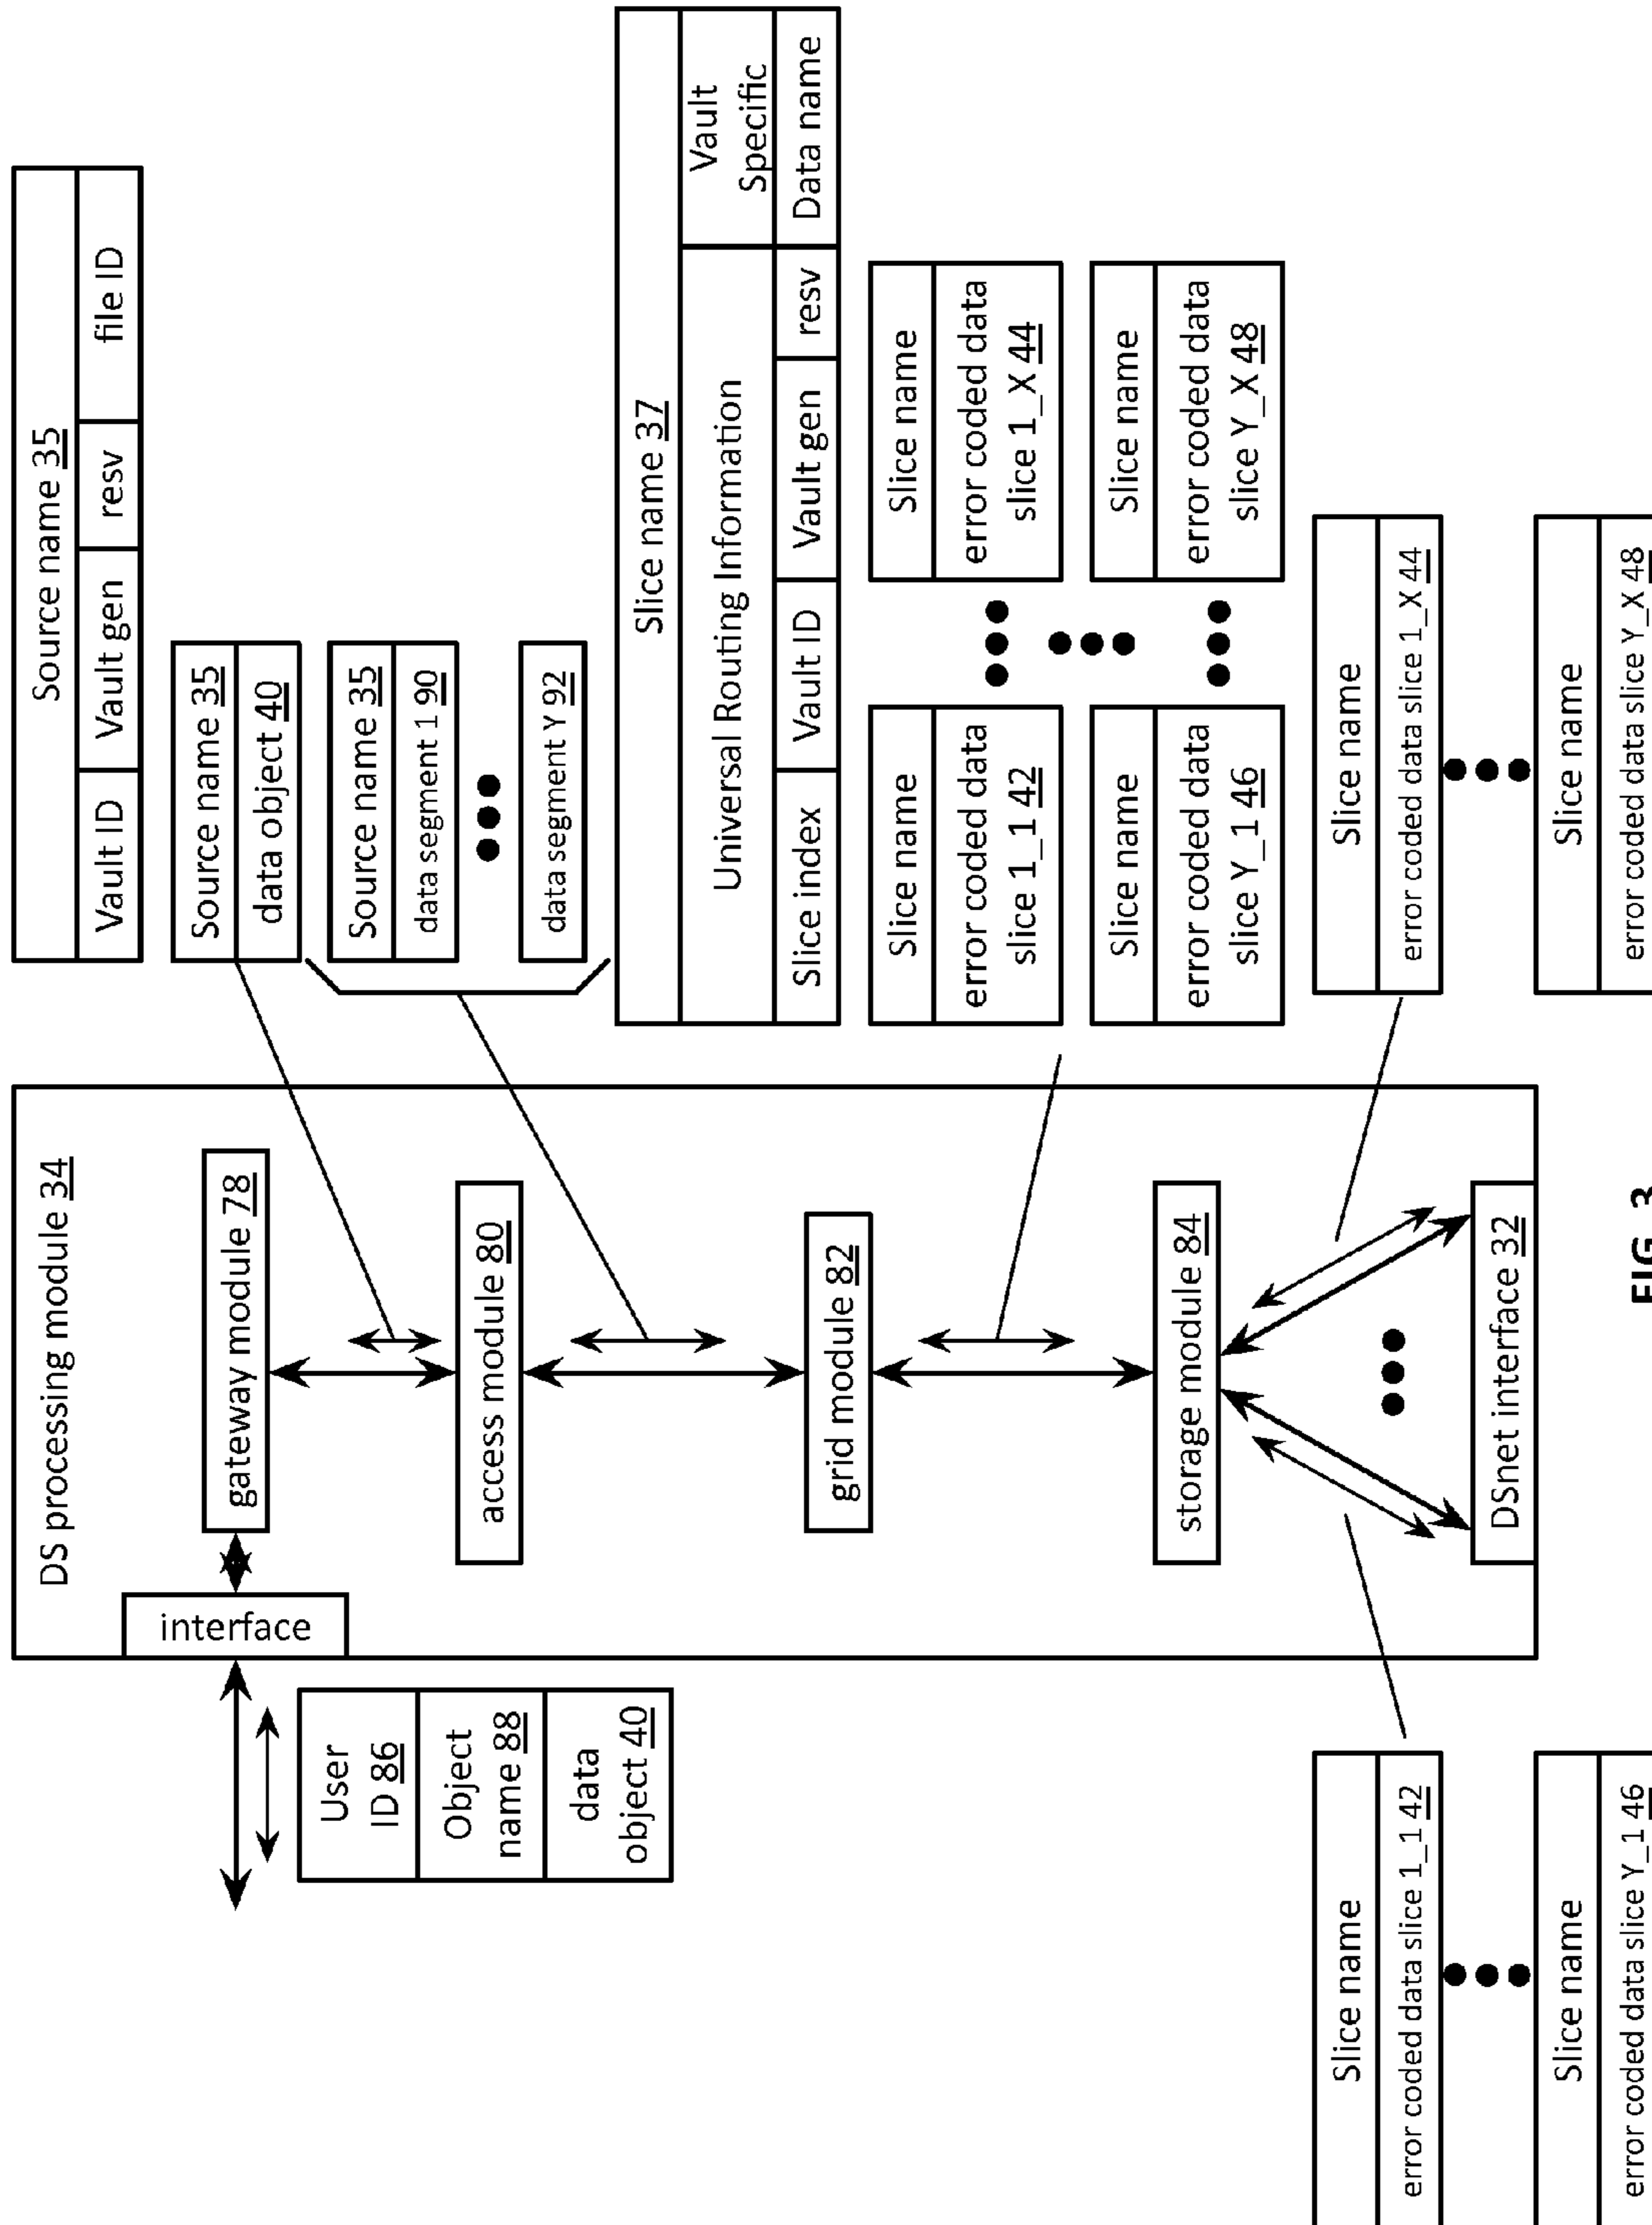 DS processing module 34
interface
gateway module 78
access module 80
grid module 82
storage module 84
DSnet interface 32
User
ID 86
Object
name 88
data
object 40
Source name 35
Vault ID
Vault gen
resv
file ID
Source name 35
data object 40
Source name 35
data segment 1 90
data segment Y 92
Slice name 37
Universal Routing Information
Vault
Specific
Slice index
Vault ID
Vault gen
resv
Data name
Slice name
error coded data
slice 1_1 42
Slice name
error coded data
slice 1_X 44
Slice name
error coded data
slice Y_1 46
Slice name
error coded data
slice Y_X 48
Slice name
error coded data slice 1_1 42
Slice name
error coded data slice Y_1 46
Slice name
error coded data slice 1_X 44
Slice name
error coded data slice Y_X 48
FIG. 3